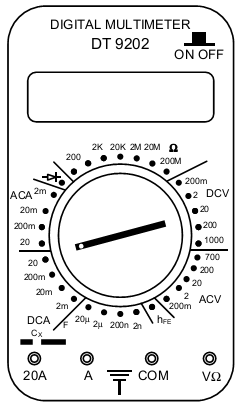 DIGITAL MULTIMETER
DT 9202
ON OFF
2K 20K 2M 20M Ω
200 200M
ACA 2m 200m DCV
20m 2
200m 20
200
20 1000
20 700
200m 200
20m 20 ACV
2m 2
DCA F 20µ 2µ 200n 2n hFE 200m
Cx
20A A COM VΩ